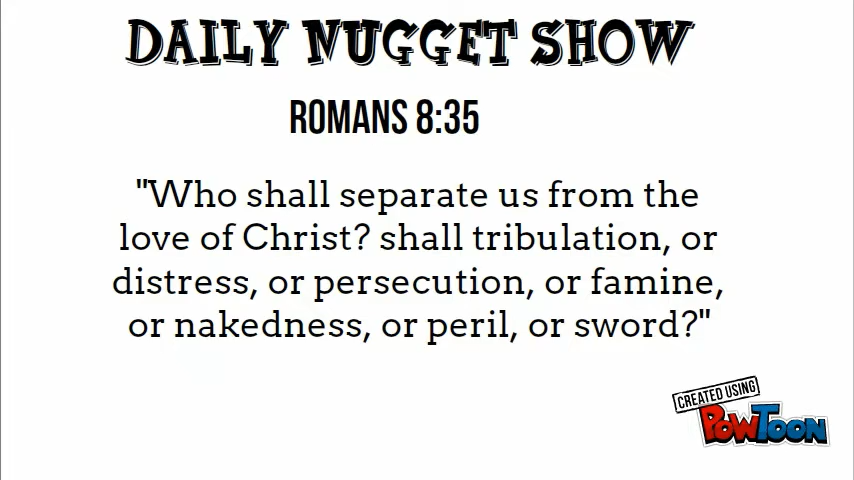 DAILY NUGGET SHOW
ROMANS 8:35
"Who shall separate us from the
love of Christ? shall tribulation, or
distress, or persecution, or famine,
or nakedness, or peril, or sword?"
CREATED USING
POWTOON